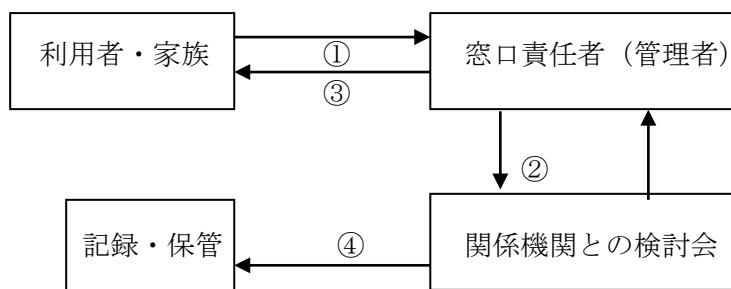 利用者・家族
①
③
窓口責任者（管理者）
②
記録・保管
④
関係機関との検討会